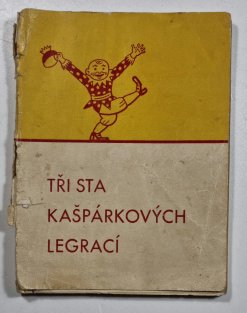 TŘI STA
KAŠPÁRKOVÝCH
LEGRACÍ